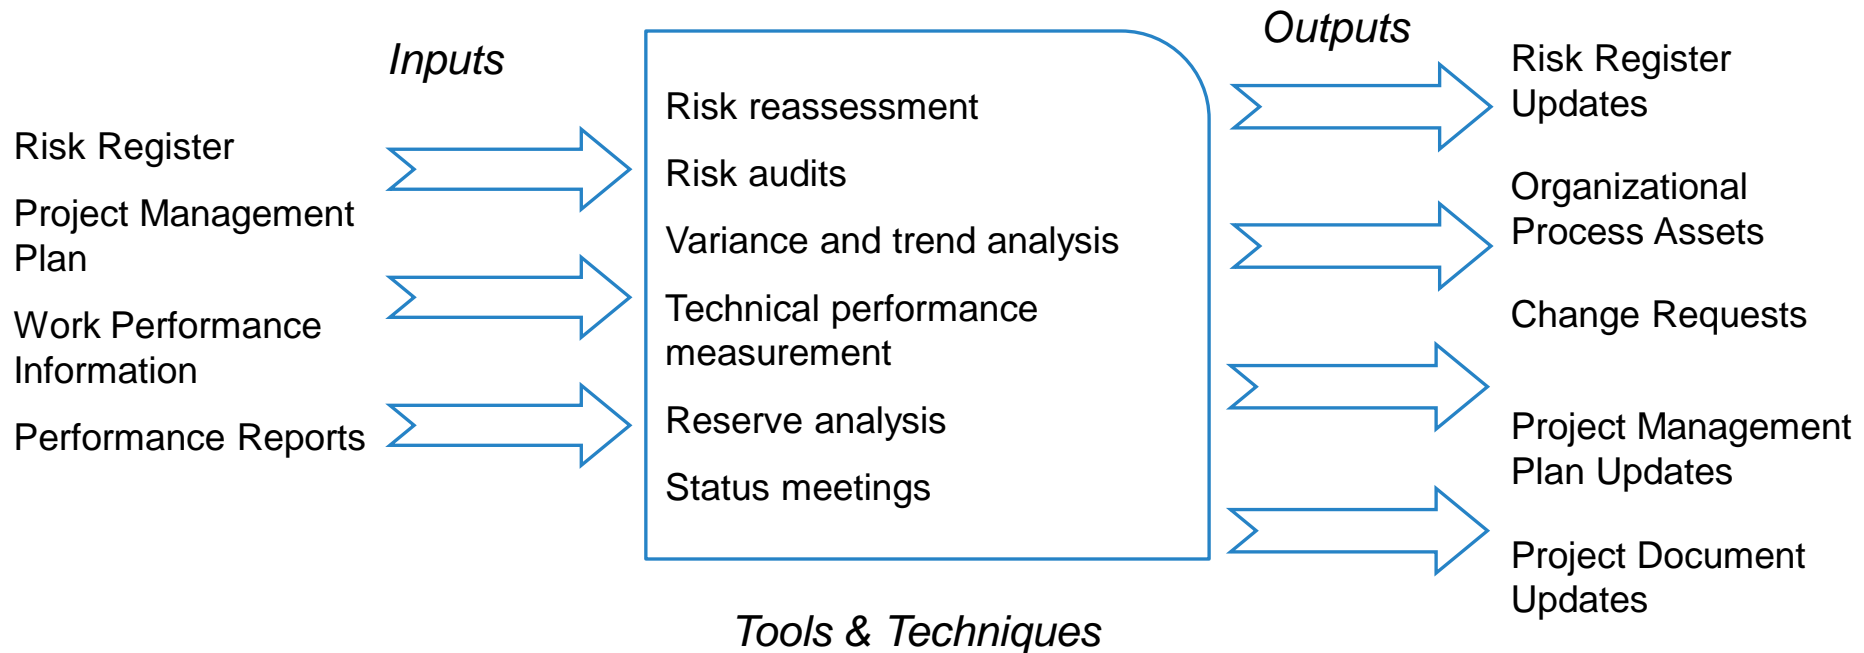 Inputs
Risk Register
Project Management
Plan
Work Performance
Information
Performance Reports
Risk reassessment
Risk audits
Variance and trend analysis
Technical performance
measurement
Reserve analysis
Status meetings
Tools & Techniques
Outputs
Risk Register
Updates
Organizational
Process Assets
Change Requests
Project Management
Plan Updates
Project Document
Updates